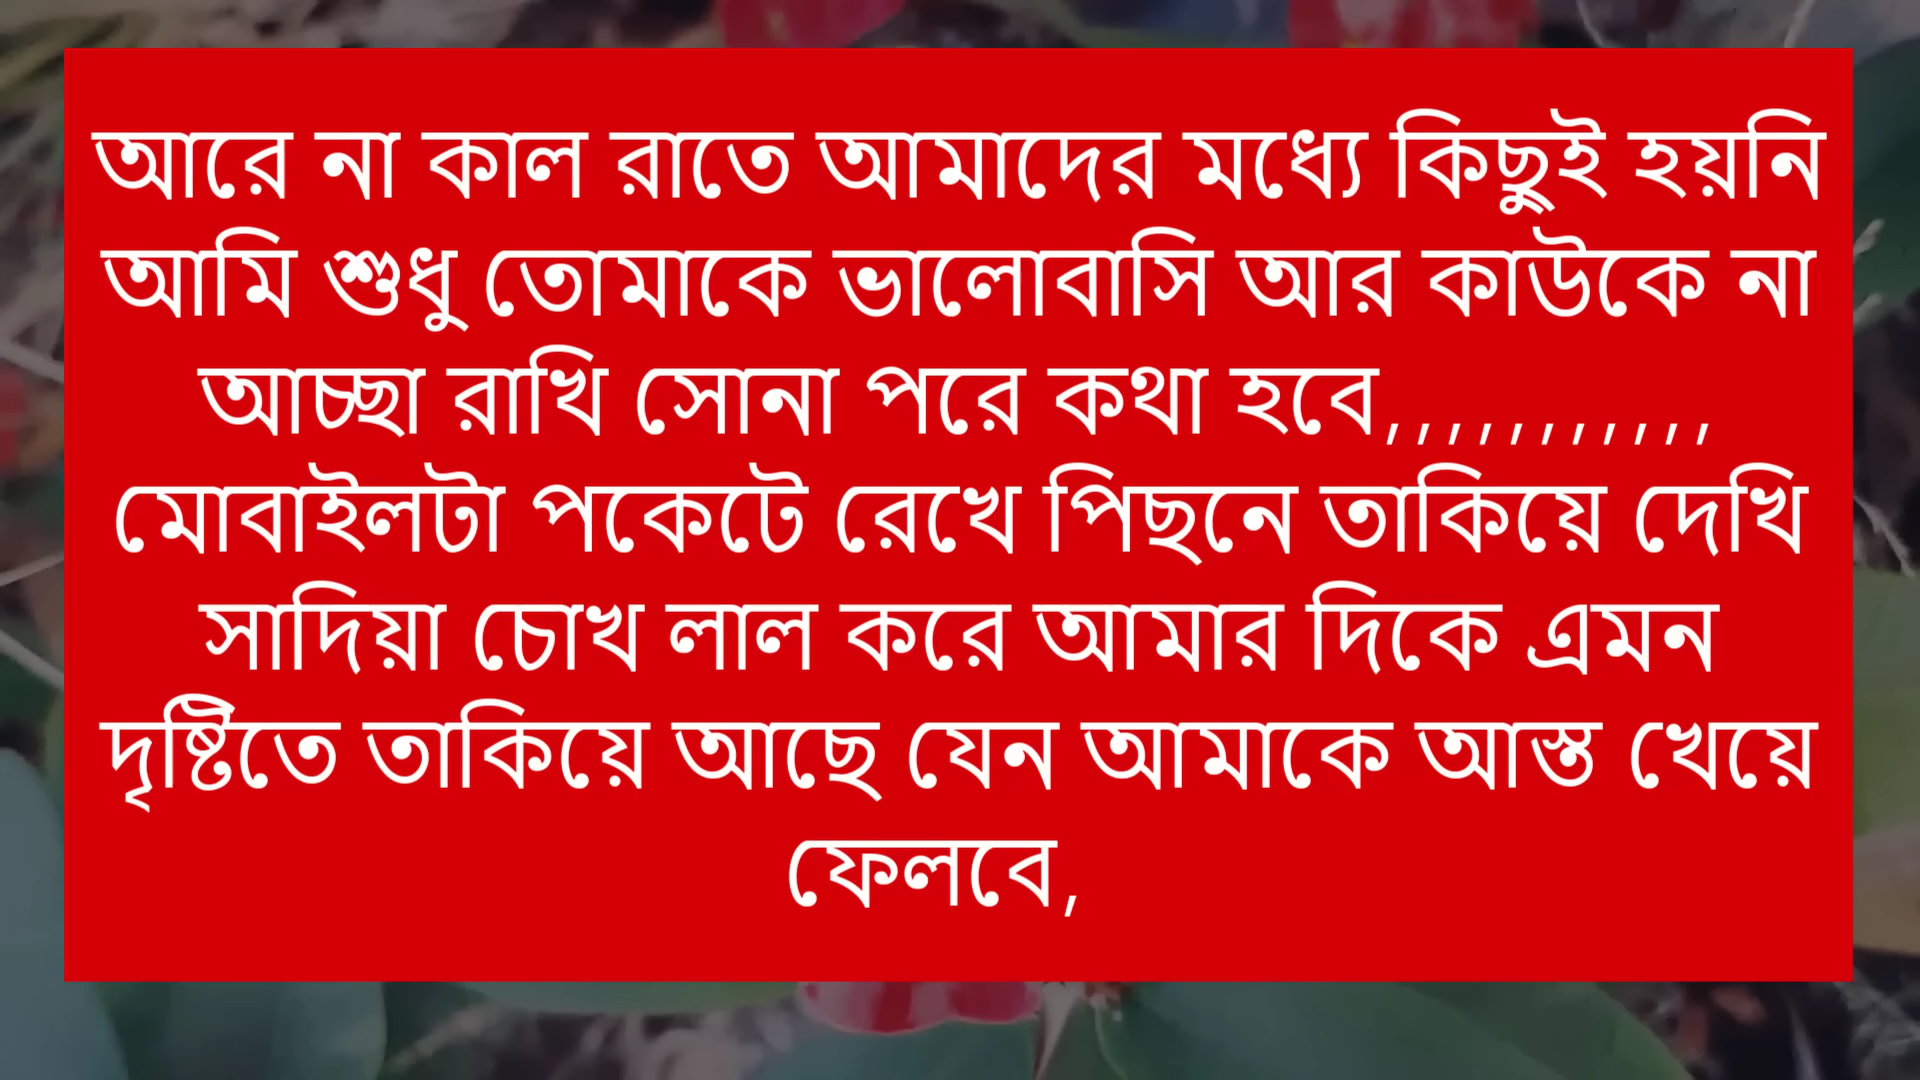 আরে না কাল রাতে আমাদের মধ্যে কিছুই হয়নি
আমি শুধু তোমাকে ভালোবাসি আর কাউকে না
আচ্ছা রাখি সোনা পরে কথা হবে,,,,,,,,,,,
মোবাইলটা পকেটে রেখে পিছনে তাকিয়ে দেখি
সাদিয়া চোখ লাল করে আমার দিকে এমন
দৃষ্টিতে তাকিয়ে আছে যেন আমাকে আস্ত খেয়ে
ফেলবে,